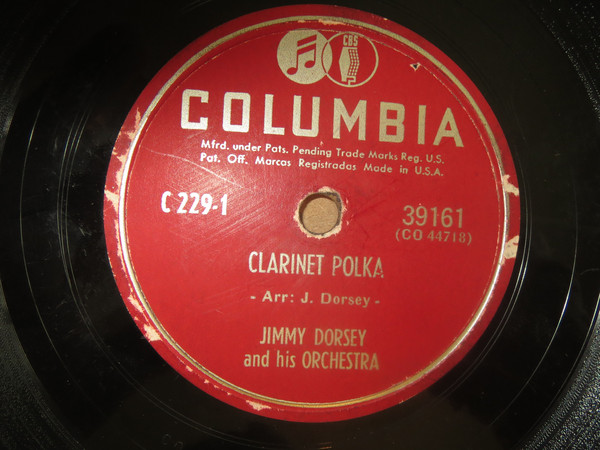 CBS
COLUMBIA
Mfrd. under Pats. Pending Trade Marks Reg. U.S.
Pat. Off. Marcas Registradas Made in U.S.A.
C 229-1
39161
(CO 44718)
CLARINET POLKA
- Arr: J. Dorsey -
JIMMY DORSEY
and his ORCHESTRA